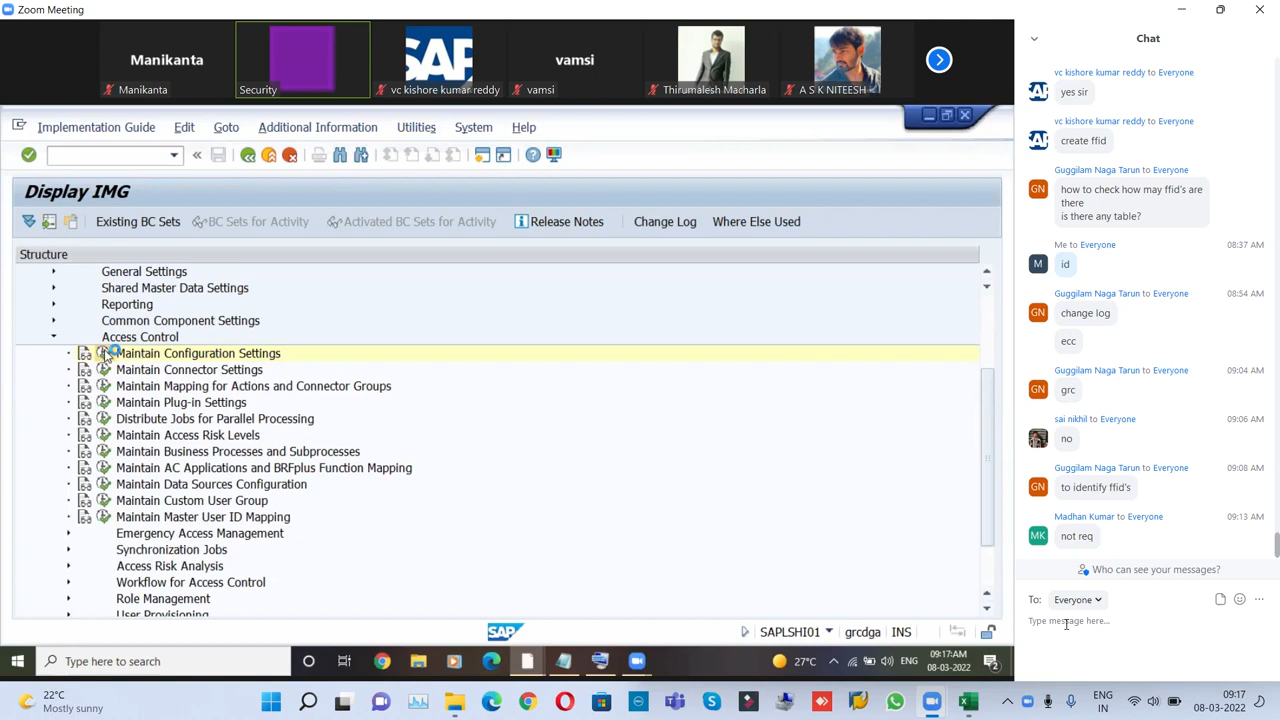 Zoom Meeting
Manikanta
Manikanta
Security
SAP
vc kishore kumar reddy
vamsi
vamsi
Thirumalesh Macharla
A S K NITEESH
Implementation Guide Edit Goto Additional Information Utilities System Help
Display IMG
Existing BC Sets BC Sets for Activity Activated BC Sets for Activity Release Notes Change Log Where Else Used
Structure
General Settings
Shared Master Data Settings
Reporting
Common Component Settings
Access Control
Maintain Configuration Settings
Maintain Connector Settings
Maintain Mapping for Actions and Connector Groups
Maintain Plug-in Settings
Distribute Jobs for Parallel Processing
Maintain Access Risk Levels
Maintain Business Processes and Subprocesses
Maintain AC Applications and BRFplus Function Mapping
Maintain Data Sources Configuration
Maintain Custom User Group
Maintain Master User ID Mapping
Emergency Access Management
Synchronization Jobs
Access Risk Analysis
Workflow for Access Control
Role Management
User Provisioning
SAP
SAPLSHI01 grcdga INS
Type here to search
27°C ENG 09:17:AM 08-03-2022 2
Chat
vc kishore kumar reddy to Everyone
yes sir
vc kishore kumar reddy to Everyone
create ffid
Guggilam Naga Tarun to Everyone
GN
how to check how may ffid's are
there
is there any table?
Me to Everyone 08:37 AM
M
id
Guggilam Naga Tarun to Everyone 08:54 AM
GN
change log
ecc
Guggilam Naga Tarun to Everyone 09:04 AM
GN
grc
sai nikhil to Everyone 09:06 AM
no
Guggilam Naga Tarun to Everyone 09:08 AM
GN
to identify ffid's
Madhan Kumar to Everyone 09:13 AM
MK
not req
Who can see your messages?
To: Everyone
Type message here...
22°C
Mostly sunny
ENG
IN
09:17
08-03-2022